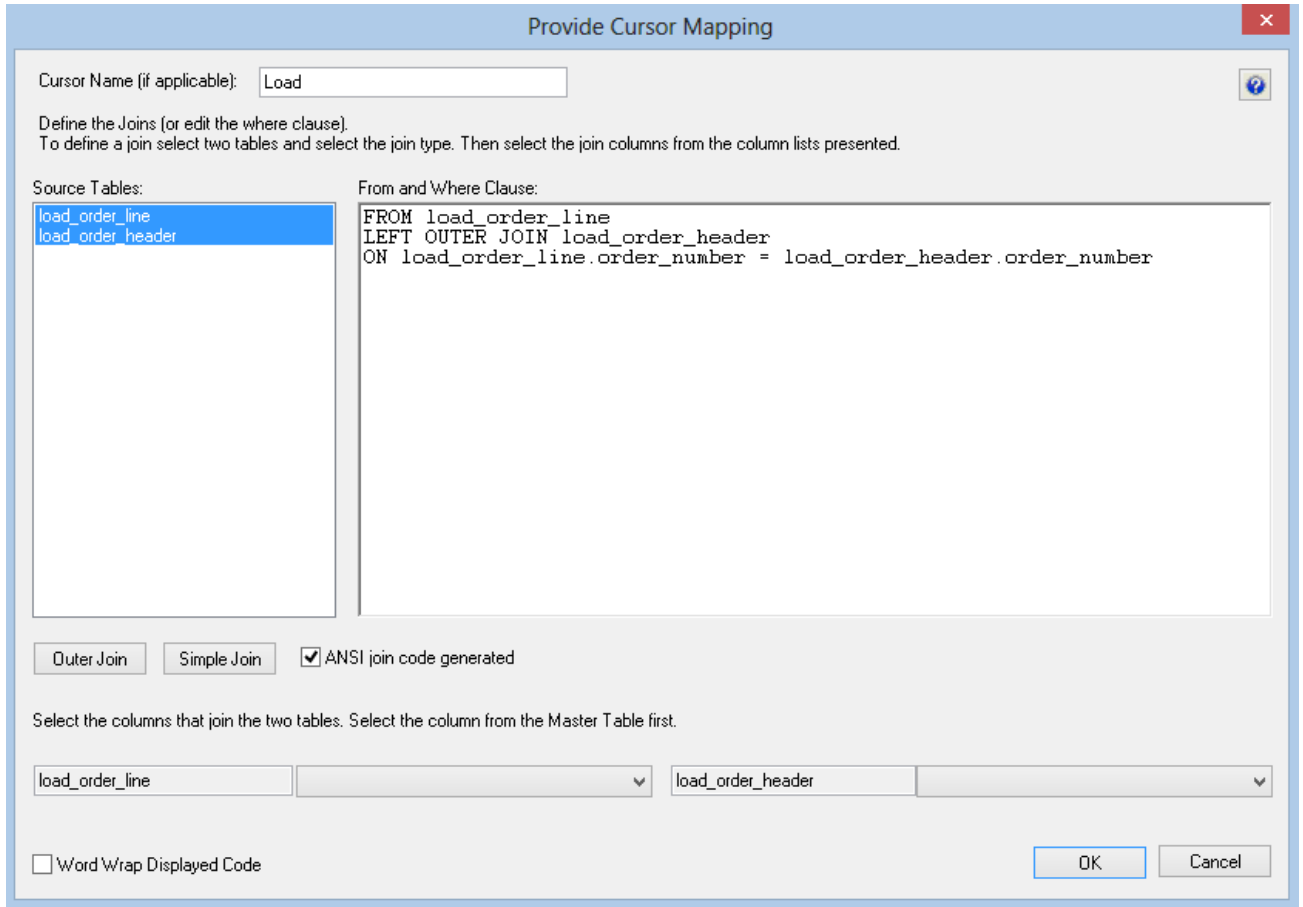 Provide Cursor Mapping
Cursor Name (if applicable): Load
Define the Joins (or edit the where clause).
To define a join select two tables and select the join type. Then select the join columns from the column lists presented.
Source Tables:
load_order_line
load_order_header
From and Where Clause:
FROM load_order_line
LEFT OUTER JOIN load_order_header
ON load_order_line.order_number = load_order_header.order_number
Outer Join
Simple Join
ANSI join code generated
Select the columns that join the two tables. Select the column from the Master Table first.
load_order_line
load_order_header
Word Wrap Displayed Code
OK
Cancel